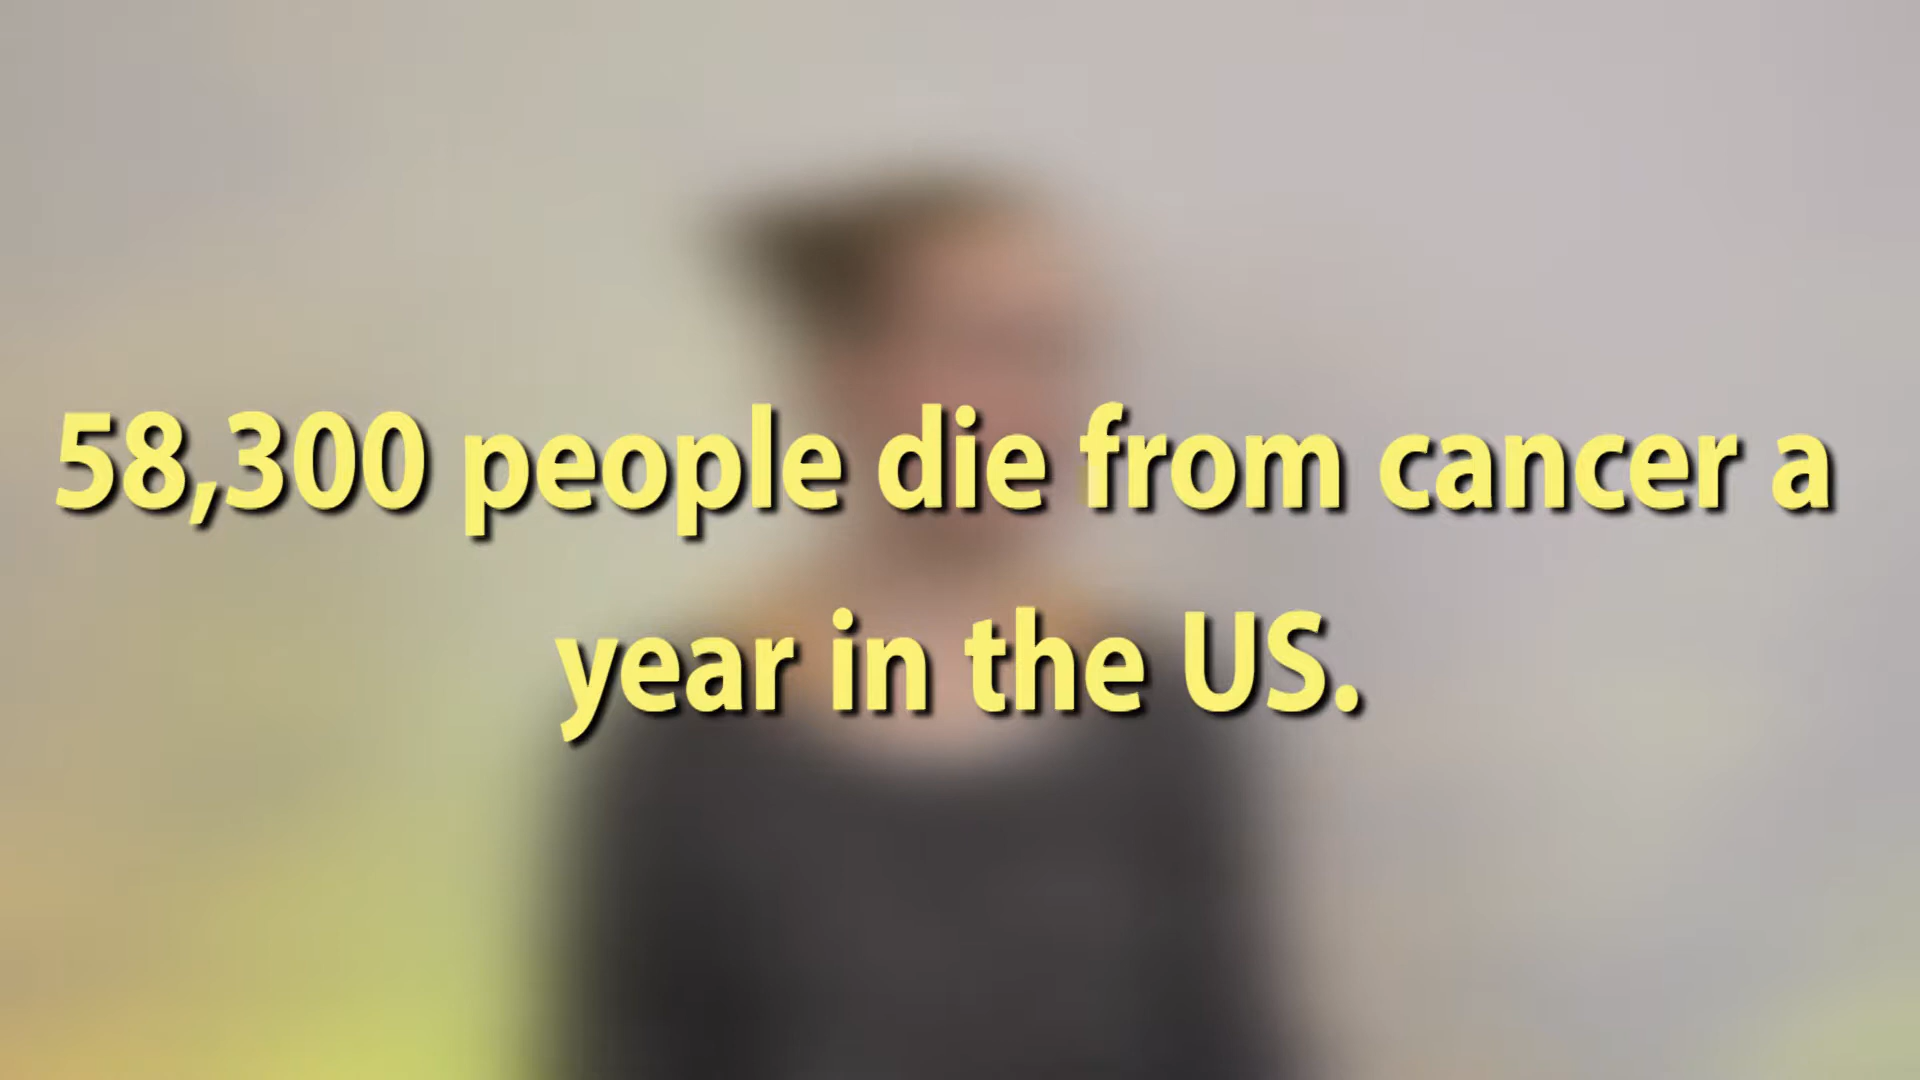 58,300 people die from cancer a
year in the US.